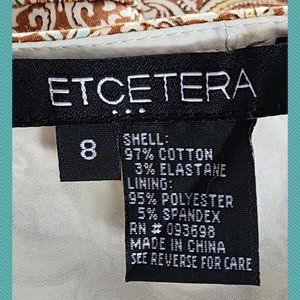 ETCETERA
8
SHELL:
97% COTTON
3% ELASTANE
LINING:
95% POLYESTER
5% SPANDEX
RN # 093698
MADE IN CHINA
SEE REVERSE FOR CARE